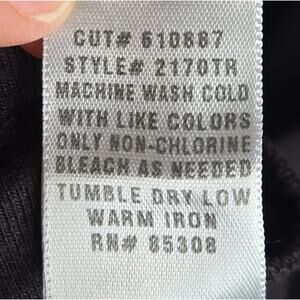 CUT# 610887
STYLE# 2170TR
MACHINE WASH COLD
WITH LIKE COLORS
ONLY NON-CHLORINE
BLEACH AS NEEDED
TUMBLE DRY LOW
WARM IRON
RN# 85308